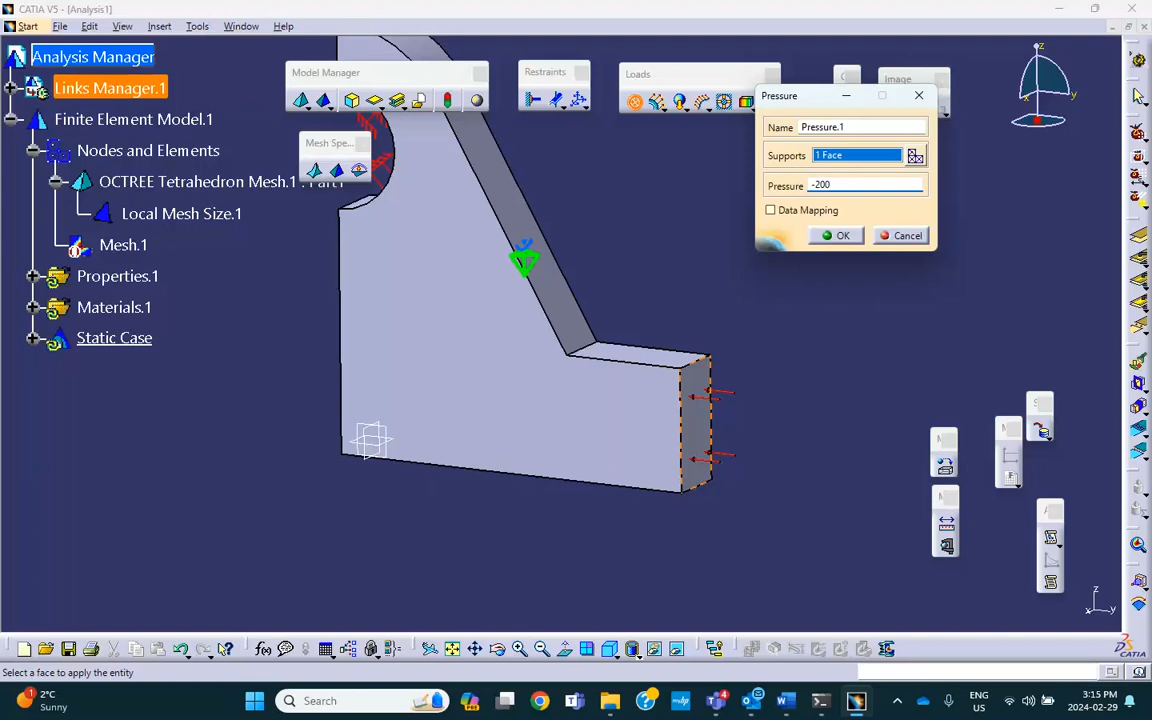 CATIA V5 - [Analysis1]
Start File Edit View Insert Tools Window Help
Analysis Manager
Links Manager.1
Finite Element Model.1
Nodes and Elements
OCTREE Tetrahedron Mesh.1 : Part1
Local Mesh Size.1
Mesh.1
Properties.1
Materials.1
Static Case
Model Manager
Mesh Spe...
Restraints
Loads
Image
Pressure
Name Pressure.1
Supports 1 Face
Pressure -200
Data Mapping
OK Cancel
z
x y
z
x y
Select a face to apply the entity
CATIA
2°C
Sunny
Search
ENG
US
3:15 PM
2024-02-29